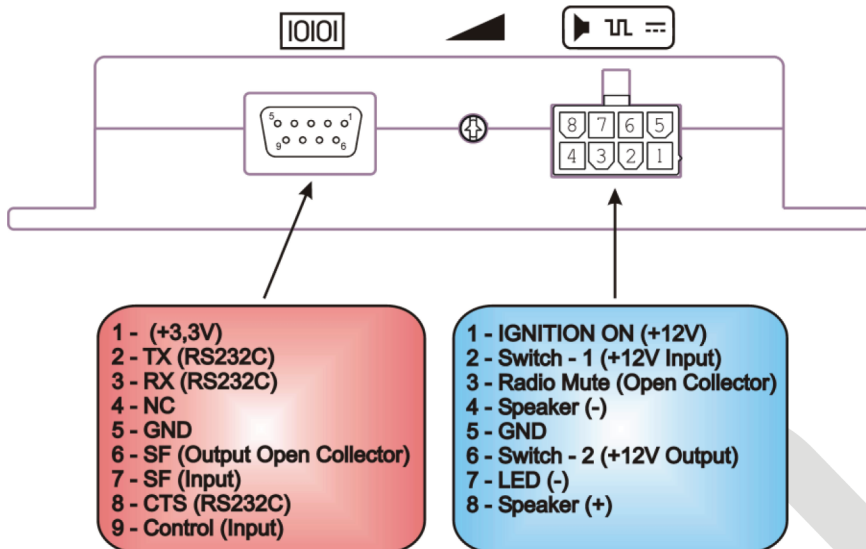 IOIOI
5 1
9 6
8 7 6 5
4 3 2 1
1 - (+3,3V)
2 - TX (RS232C)
3 - RX (RS232C)
4 - NC
5 - GND
6 - SF (Output Open Collector)
7 - SF (Input)
8 - CTS (RS232C)
9 - Control (Input)
1 - IGNITION ON (+12V)
2 - Switch - 1 (+12V Input)
3 - Radio Mute (Open Collector)
4 - Speaker (-)
5 - GND
6 - Switch - 2 (+12V Output)
7 - LED (-)
8 - Speaker (+)